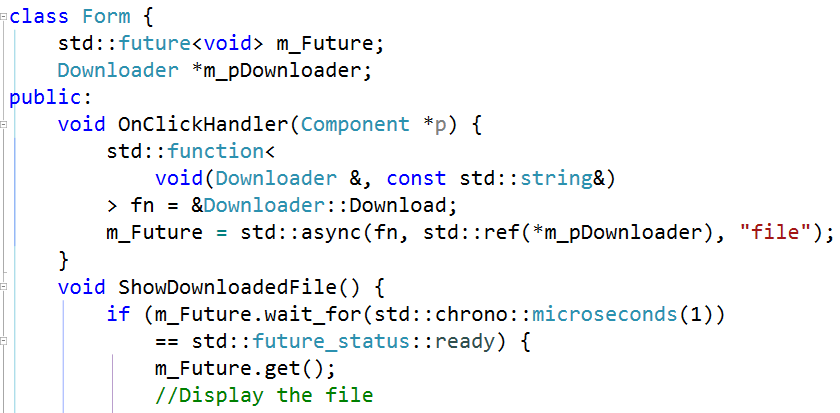 class Form {
    std::future<void> m_Future;
    Downloader *m_pDownloader;
public:
    void OnClickHandler(Component *p) {
        std::function<
            void(Downloader &, const std::string&)
        > fn = &Downloader::Download;
        m_Future = std::async(fn, std::ref(*m_pDownloader), "file");
    }
    void ShowDownloadedFile() {
        if (m_Future.wait_for(std::chrono::microseconds(1))
            == std::future_status::ready) {
            m_Future.get();
            //Display the file